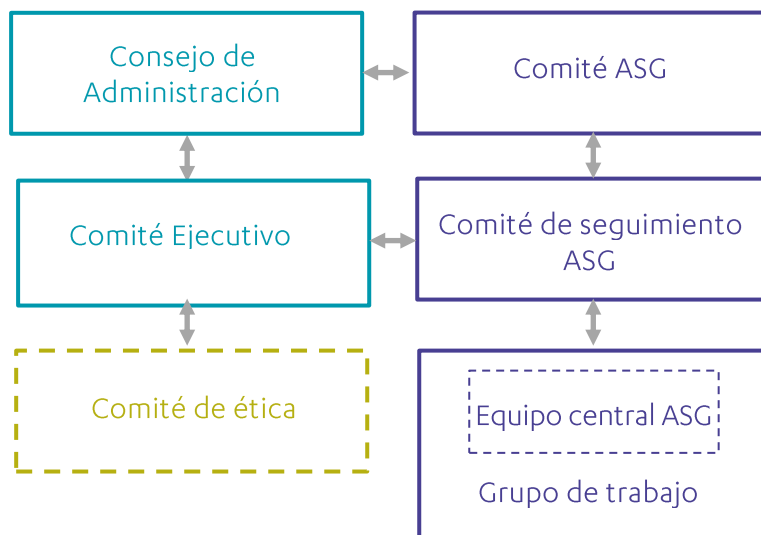 Consejo de
Administración
Comité ASG
Comité Ejecutivo
Comité de seguimiento
ASG
Comité de ética
Equipo central ASG
Grupo de trabajo